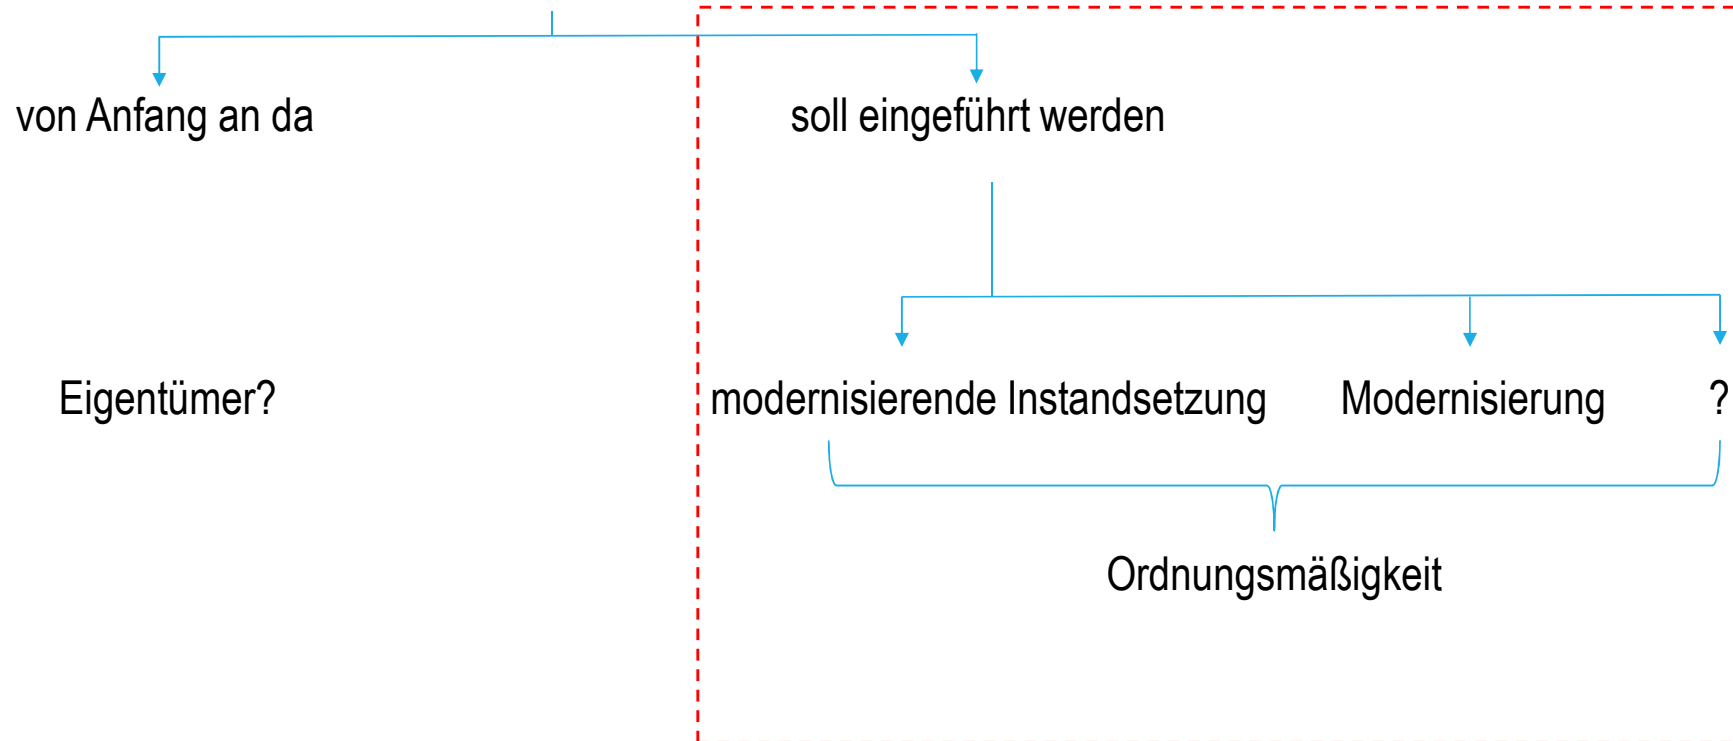 von Anfang an da
soll eingeführt werden
Eigentümer?
modernisierende Instandsetzung
Modernisierung
?
Ordnungsmäßigkeit